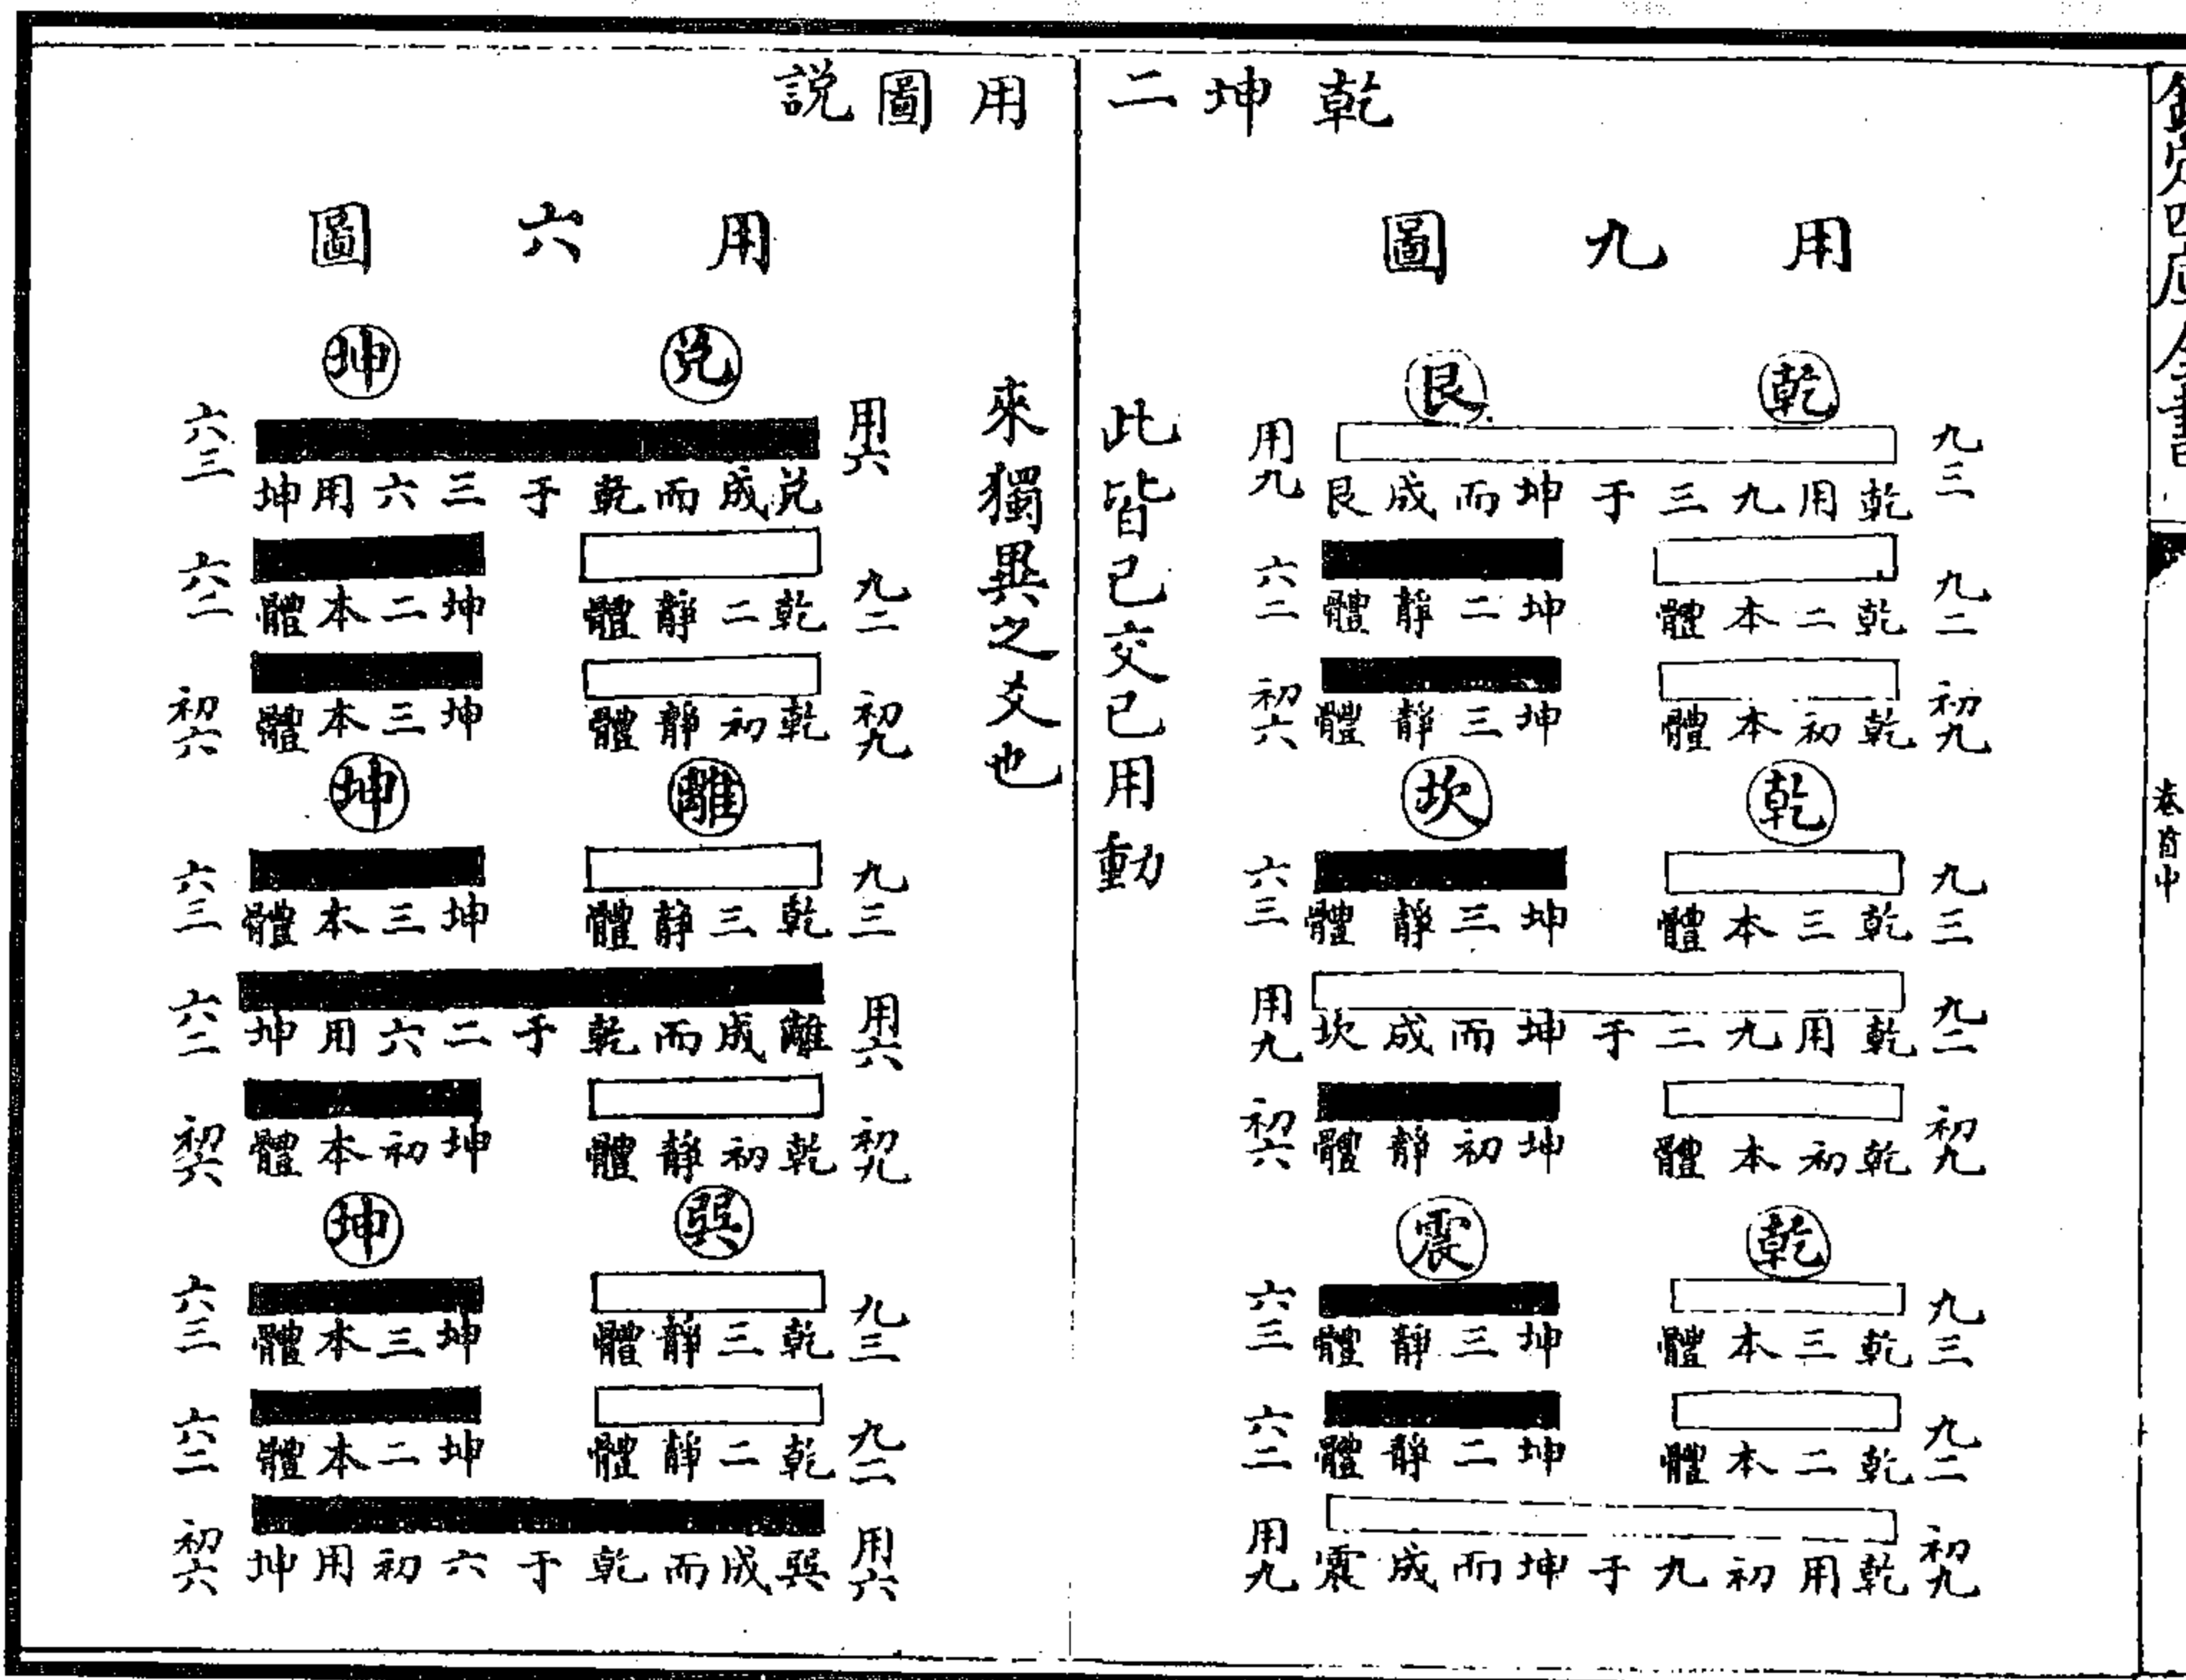 欽定四庫全書
卷首中
乾坤二用圖說
用九圖
乾 艮
九三 用九
乾用九三于坤而成艮
九二 六二
乾二本體 坤二靜體
初九 初六
乾初本體 坤三靜體
乾 坎
九三 六三
乾三本體 坤三靜體
九二 用九
乾用九二于坤而成坎
初九 初六
乾初本體 坤初靜體
乾 震
九三 六三
乾三本體 坤三靜體
九二 六二
乾二本體 坤二靜體
初九 用九
乾用初九于坤而成震
此皆已交已用動
來獨異之爻也
用六圖
兌 坤
用六 六三
坤用六三于乾而成兌
九二 六二
乾二靜體 坤二本體
初九 初六
乾初靜體 坤三本體
離 坤
九三 六三
乾三靜體 坤三本體
用六 六二
坤用六二于乾而成離
初九 初六
乾初靜體 坤初本體
巽 坤
九三 六三
乾三靜體 坤三本體
九二 六二
乾二靜體 坤二本體
用六 初六
坤用初六于乾而成巽